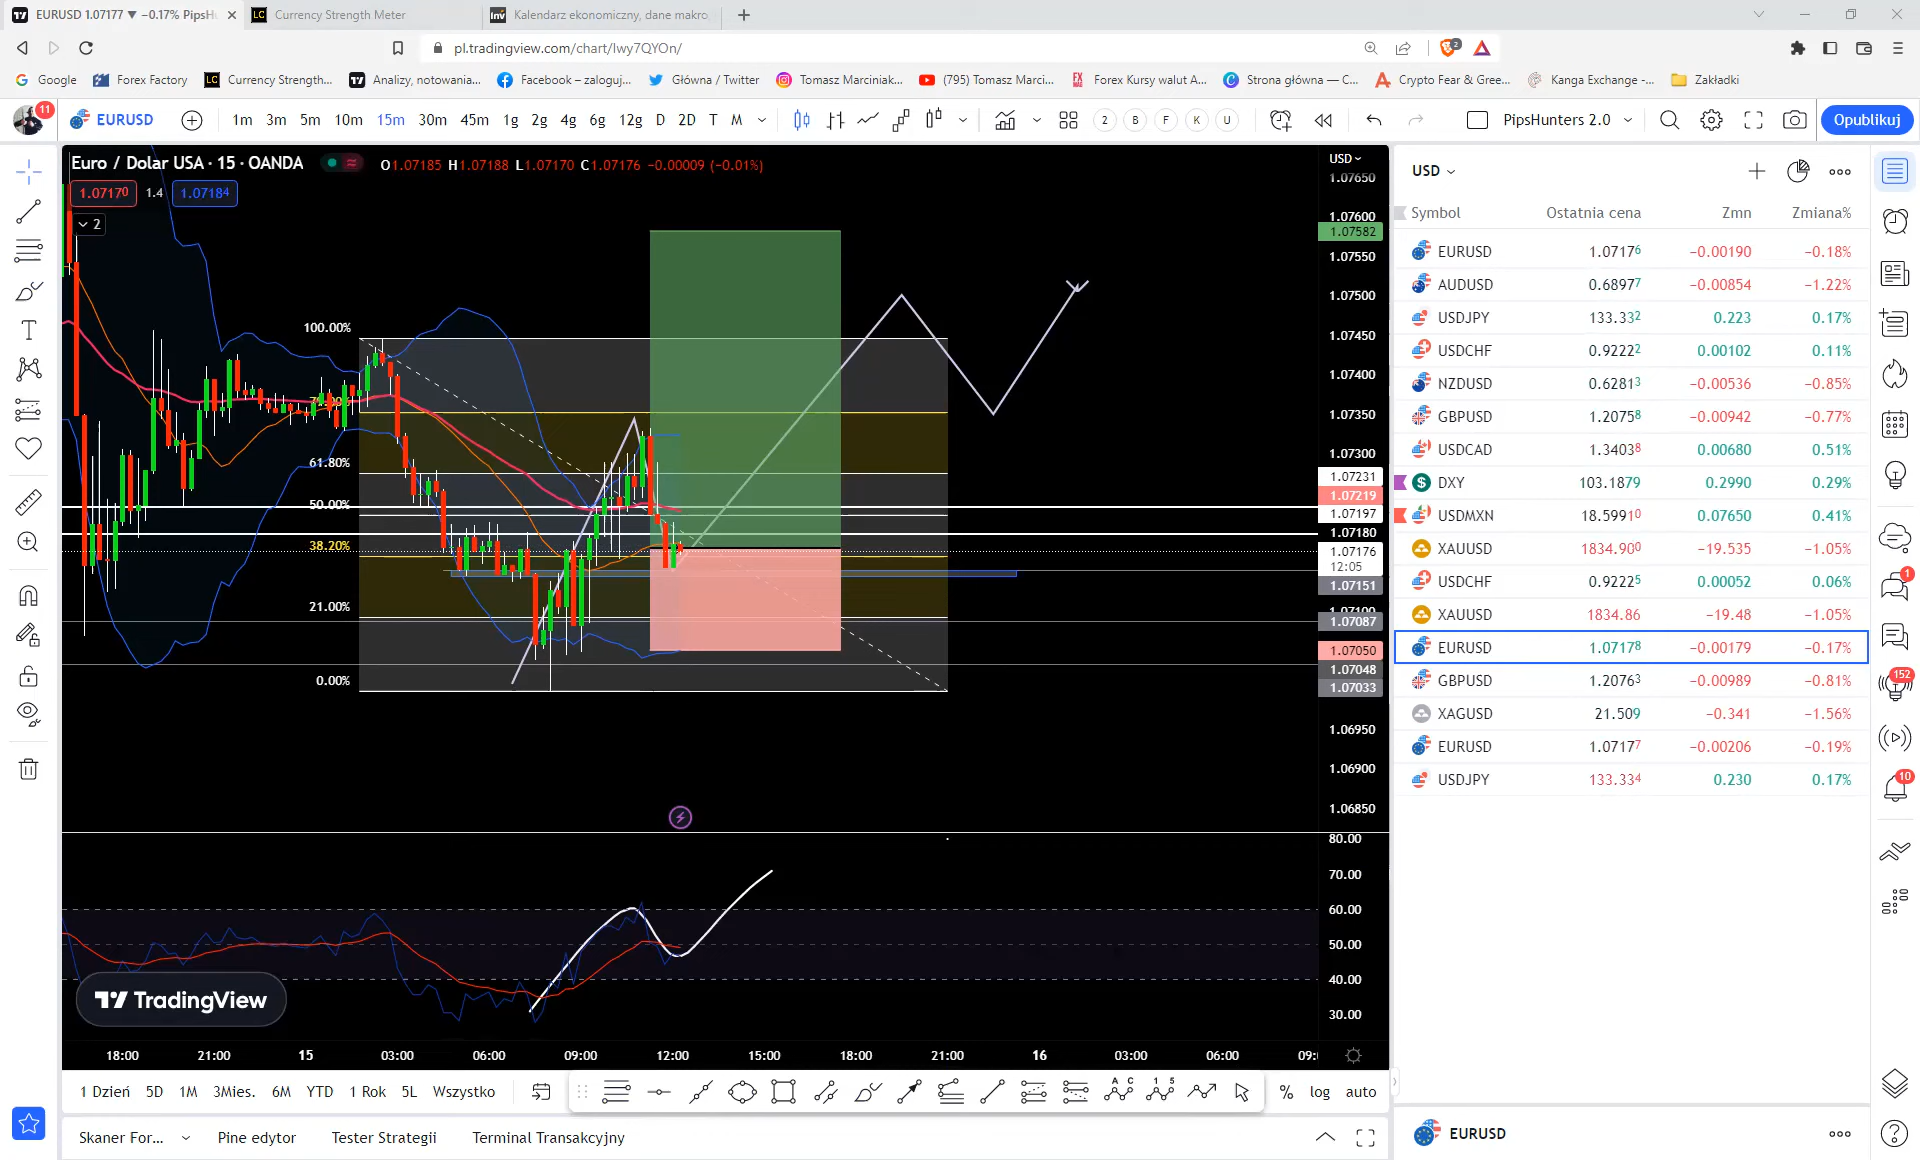 EURUSD 1.07177 ▼ −0.17% PipsHu
Currency Strength Meter
Kalendarz ekonomiczny, dane makro
pl.tradingview.com/chart/lwy7QYOn/
2
Google
Forex Factory
Currency Strength...
Analizy, notowania...
Facebook – zaloguj...
Główna / Twitter
Tomasz Marciniak...
(795) Tomasz Marci...
Forex Kursy walut A...
Strona główna — C...
Crypto Fear & Gree...
Kanga Exchange -...
Zakładki
11
EURUSD
1m 3m 5m 10m 15m 30m 45m 1g 2g 4g 6g 12g D 2D T M
2 B F K U
PipsHunters 2.0
Opublikuj
Euro / Dolar USA · 15 · OANDA
O1.07185 H1.07188 L1.07170 C1.07176 −0.00009 (−0.01%)
1.07170 1.4 1.07184
2
USD
1.07650
1.07600
1.07582
1.07550
1.07500
1.07450
1.07400
1.07350
1.07300
1.07231
1.07219
1.07197
1.07180
1.07176
12:05
1.07151
1.07100
1.07087
1.07050
1.07048
1.07033
1.06950
1.06900
1.06850
100.00%
61.80%
50.00%
38.20%
21.00%
0.00%
80.00
70.00
60.00
50.00
40.00
30.00
TradingView
18:00 21:00 15 03:00 06:00 09:00 12:00 15:00 18:00 21:00 16 03:00 06:00 09:
1 Dzień 5D 1M 3Mies. 6M YTD 1 Rok 5L Wszystko
A C
1 5
% log auto
Skaner For... Pine edytor Tester Strategii Terminal Transakcyjny
USD
Symbol Ostatnia cena Zmn Zmiana%
EURUSD 1.07176 −0.00190 −0.18%
AUDUSD 0.68977 −0.00854 −1.22%
USDJPY 133.332 0.223 0.17%
USDCHF 0.92222 0.00102 0.11%
NZDUSD 0.62813 −0.00536 −0.85%
GBPUSD 1.20758 −0.00942 −0.77%
USDCAD 1.34038 0.00680 0.51%
DXY 103.1879 0.2990 0.29%
USDMXN 18.59910 0.07650 0.41%
XAUUSD 1834.900 −19.535 −1.05%
USDCHF 0.92225 0.00052 0.06%
XAUUSD 1834.86 −19.48 −1.05%
EURUSD 1.07178 −0.00179 −0.17%
GBPUSD 1.20763 −0.00989 −0.81%
XAGUSD 21.509 −0.341 −1.56%
EURUSD 1.07177 −0.00206 −0.19%
USDJPY 133.334 0.230 0.17%
EURUSD
1
152
10